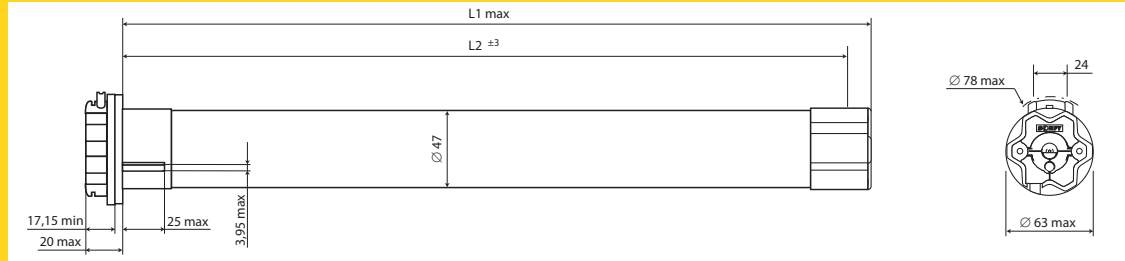 L1 max
L2 ±3
24
Ø 78 max
SOMFY
Ø 47
3,95 max
17,15 min
25 max
20 max
Ø 63 max